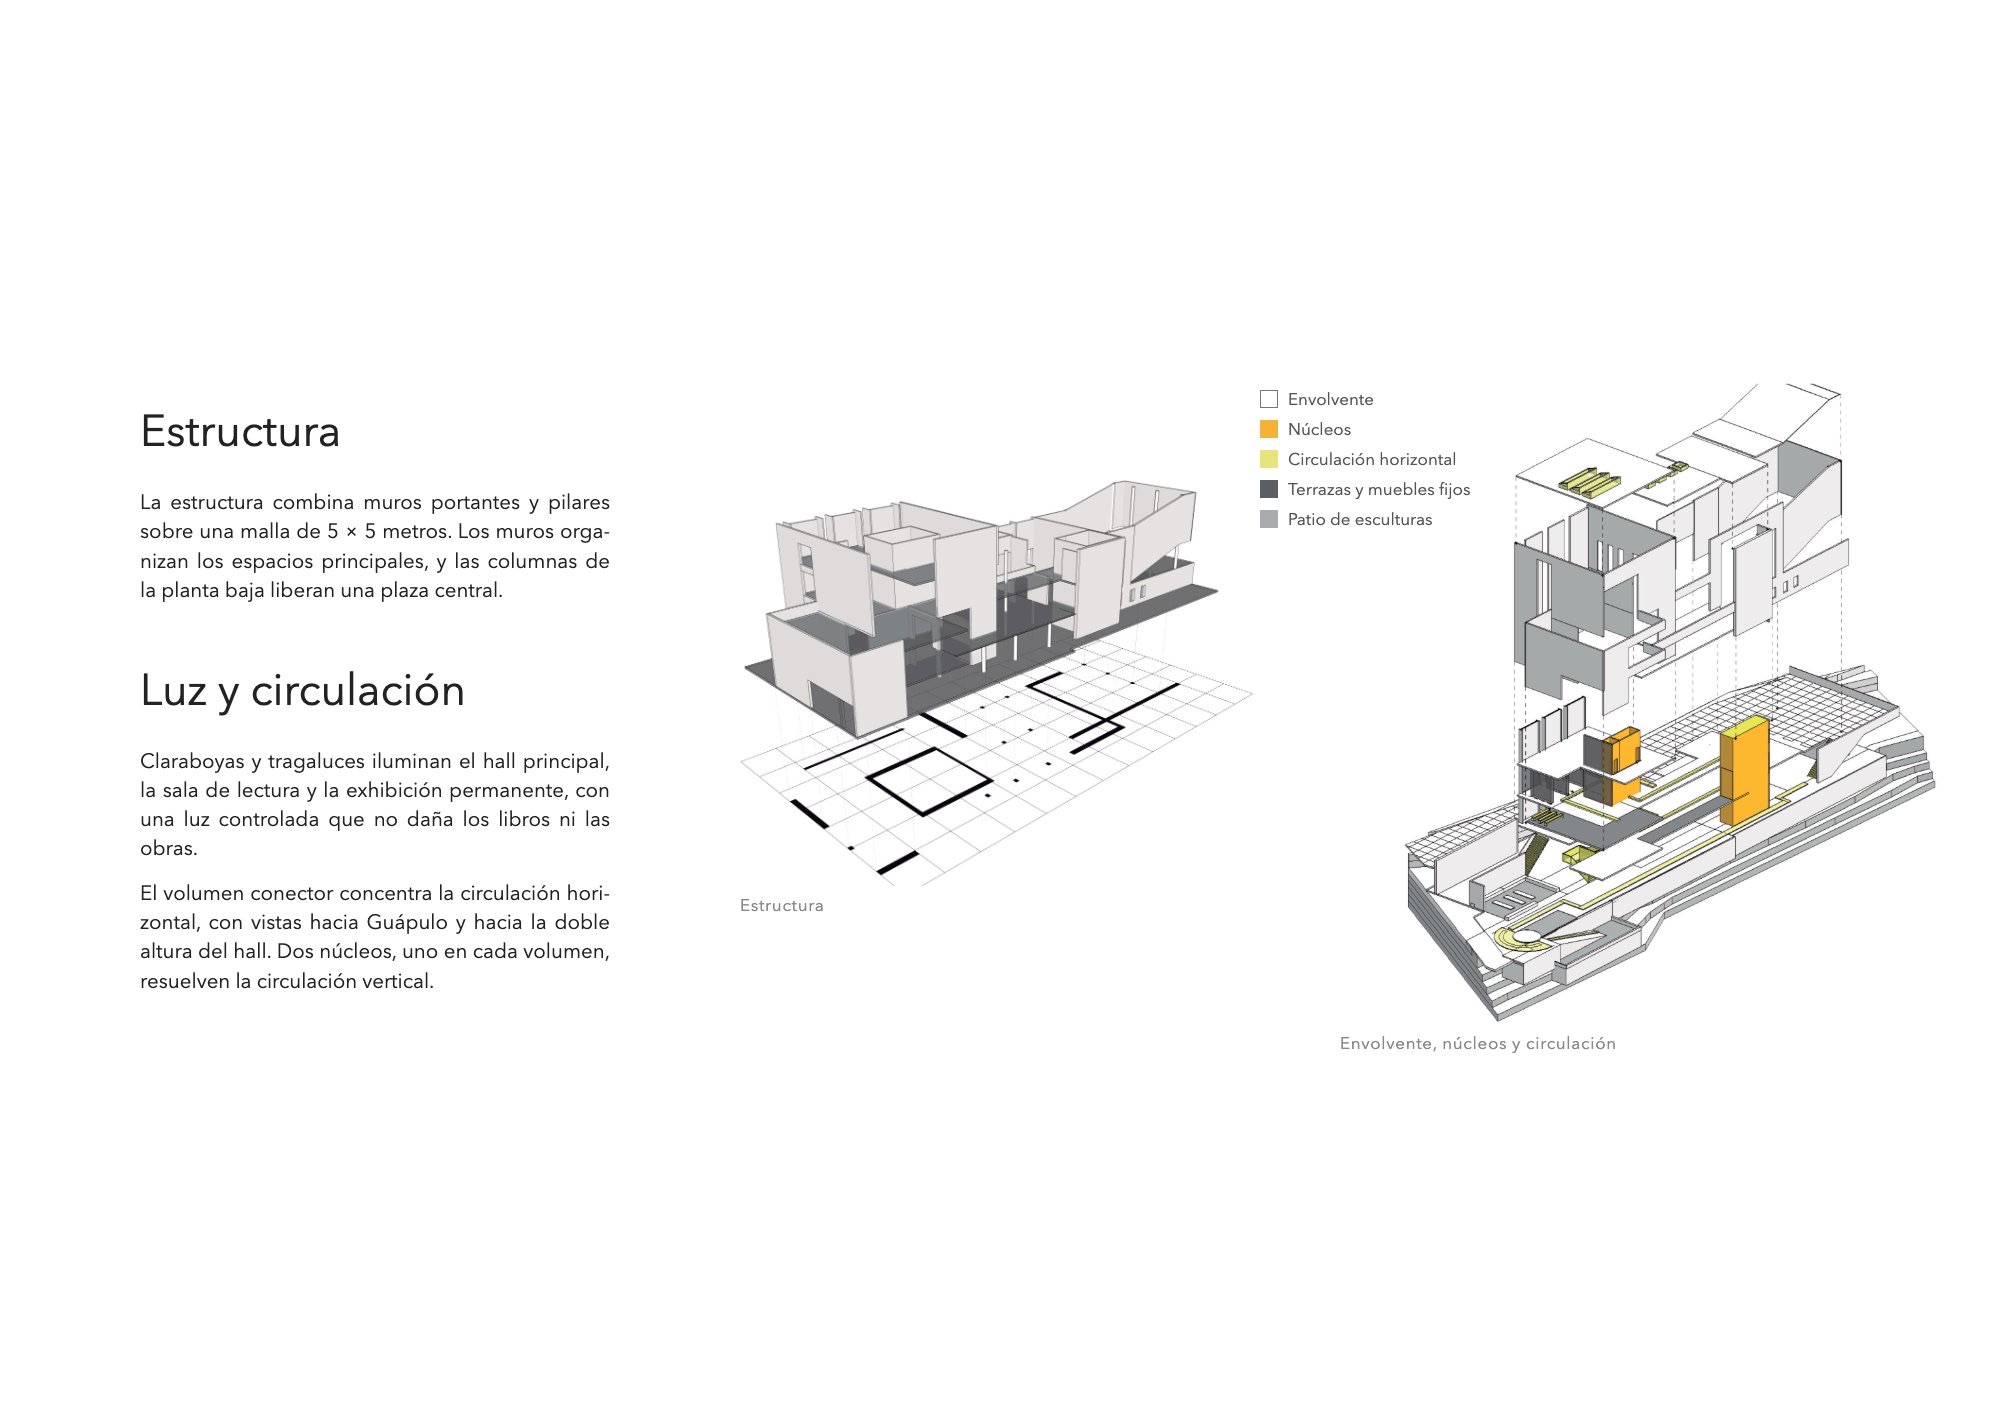 Estructura
La estructura combina muros portantes y pilares
sobre una malla de 5 × 5 metros. Los muros orga-
nizan los espacios principales, y las columnas de
la planta baja liberan una plaza central.
Luz y circulación
Claraboyas y tragaluces iluminan el hall principal,
la sala de lectura y la exhibición permanente, con
una luz controlada que no daña los libros ni las
obras.
El volumen conector concentra la circulación hori-
zontal, con vistas hacia Guápulo y hacia la doble
altura del hall. Dos núcleos, uno en cada volumen,
resuelven la circulación vertical.
Estructura
Envolvente
Núcleos
Circulación horizontal
Terrazas y muebles fijos
Patio de esculturas
Envolvente, núcleos y circulación